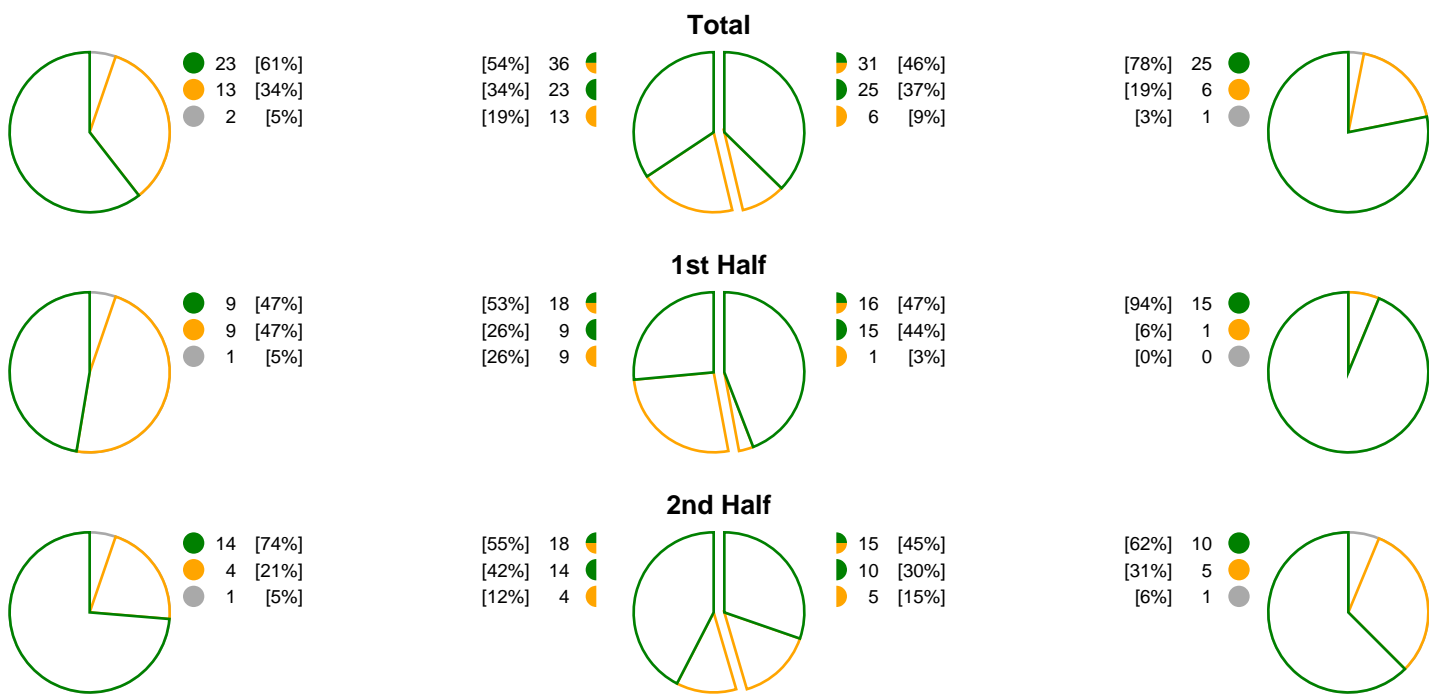 Total
23 [61%] [54%] 36 31 [46%] [78%] 25
13 [34%] [34%] 23 25 [37%] [19%] 6
2 [5%] [19%] 13 6 [9%] [3%] 1
1st Half
9 [47%] [53%] 18 16 [47%] [94%] 15
9 [47%] [26%] 9 15 [44%] [6%] 1
1 [5%] [26%] 9 1 [3%] [0%] 0
2nd Half
14 [74%] [55%] 18 15 [45%] [62%] 10
4 [21%] [42%] 14 10 [30%] [31%] 5
1 [5%] [12%] 4 5 [15%] [6%] 1